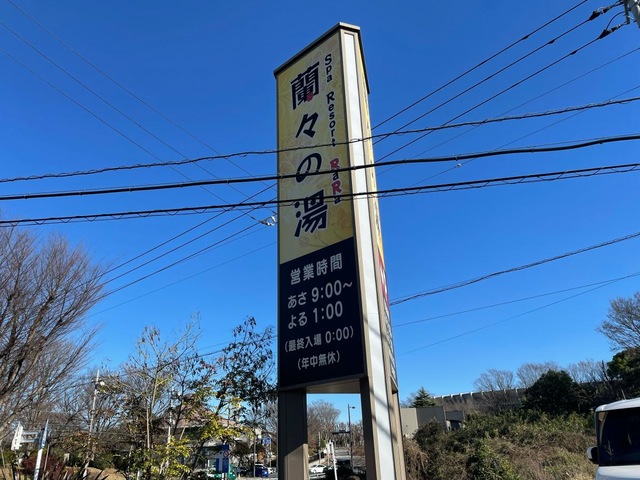 蘭々の湯
Spa Resort RaRa
営業時間
あさ 9:00~
よる 1:00
(最終入場 0:00)
(年中無休)